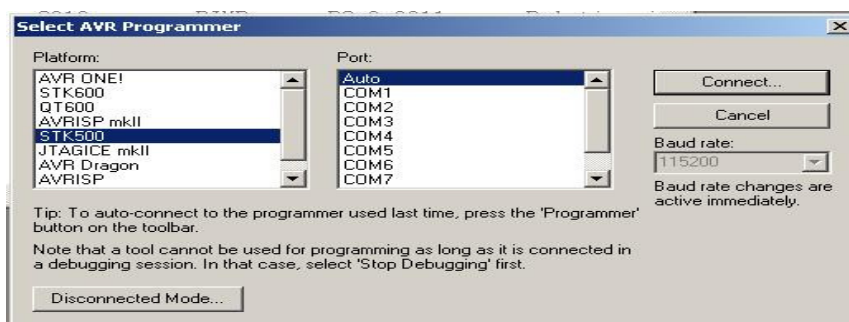 Select AVR Programmer
Platform:
AVR ONE!
STK600
QT600
AVRISP mkII
STK500
JTAGICE mkII
AVR Dragon
AVRISP
Port:
Auto
COM1
COM2
COM3
COM4
COM5
COM6
COM7
Connect...
Cancel
Baud rate:
115200
Baud rate changes are
active immediately.
Tip: To auto-connect to the programmer used last time, press the 'Programmer'
button on the toolbar.
Note that a tool cannot be used for programming as long as it is connected in
a debugging session. In that case, select 'Stop Debugging' first.
Disconnected Mode...